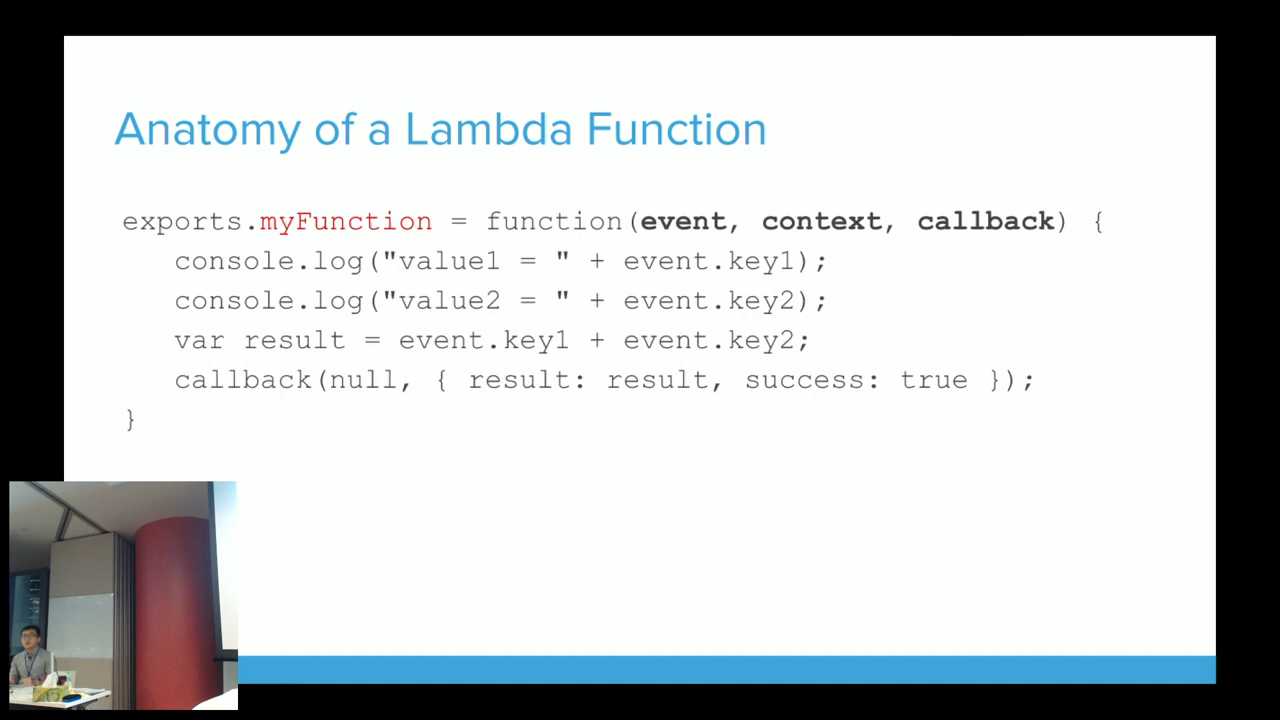 Anatomy of a Lambda Function
exports.myFunction = function(event, context, callback) {
console.log("value1 = " + event.key1);
console.log("value2 = " + event.key2);
var result = event.key1 + event.key2;
callback(null, { result: result, success: true });
}